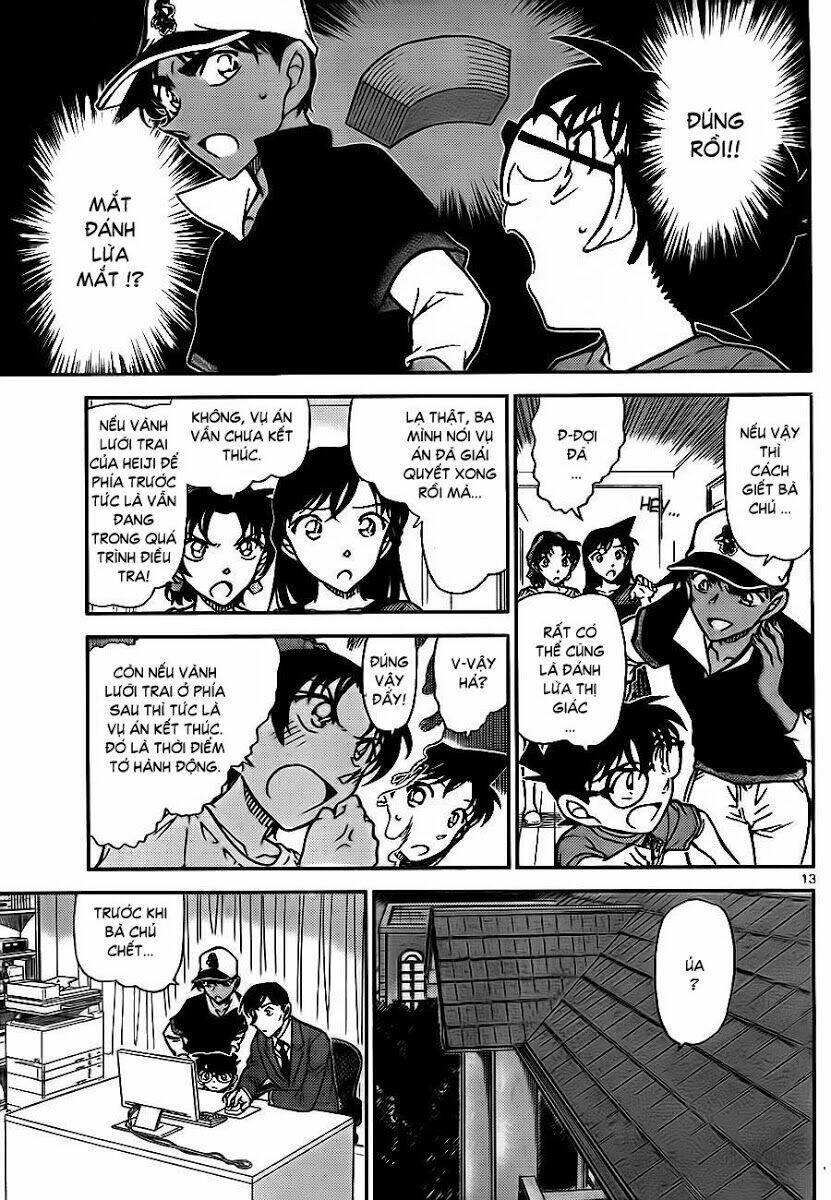 ĐÚNG
RỒI!!
MẮT
ĐÁNH
LỪA
MẮT !?
NẾU VẬY
THÌ
CÁCH
GIẾT BÀ
CHỦ ...
Đ-ĐỢI
ĐÃ ...
HEY...
RẤT CÓ
THỂ CŨNG
LÀ ĐÁNH
LỪA THỊ
GIÁC
...
LẠ THẬT, BA
MÌNH NÓI VỤ
ÁN ĐÃ GIẢI
QUYẾT XONG
RỒI MÀ...
KHÔNG, VỤ ÁN
VẪN CHƯA KẾT
THÚC.
NẾU VÀNH
LƯỠI TRAI
CỦA HEIJI ĐỂ
PHÍA TRƯỚC
TỨC LÀ VẪN
ĐANG
TRONG QUÁ
TRÌNH ĐIỀU
TRA!
V-VẬY
HẢ?
ĐÚNG
VẬY
ĐẤY!
CÒN NẾU VÀNH
LƯỠI TRAI Ở PHÍA
SAU THÌ TỨC LÀ
VỤ ÁN KẾT THÚC.
ĐÓ LÀ THỜI ĐIỂM
TỚ HÀNH ĐỘNG.
13
ỦA
?
TRƯỚC KHI
BÀ CHỦ
CHẾT...